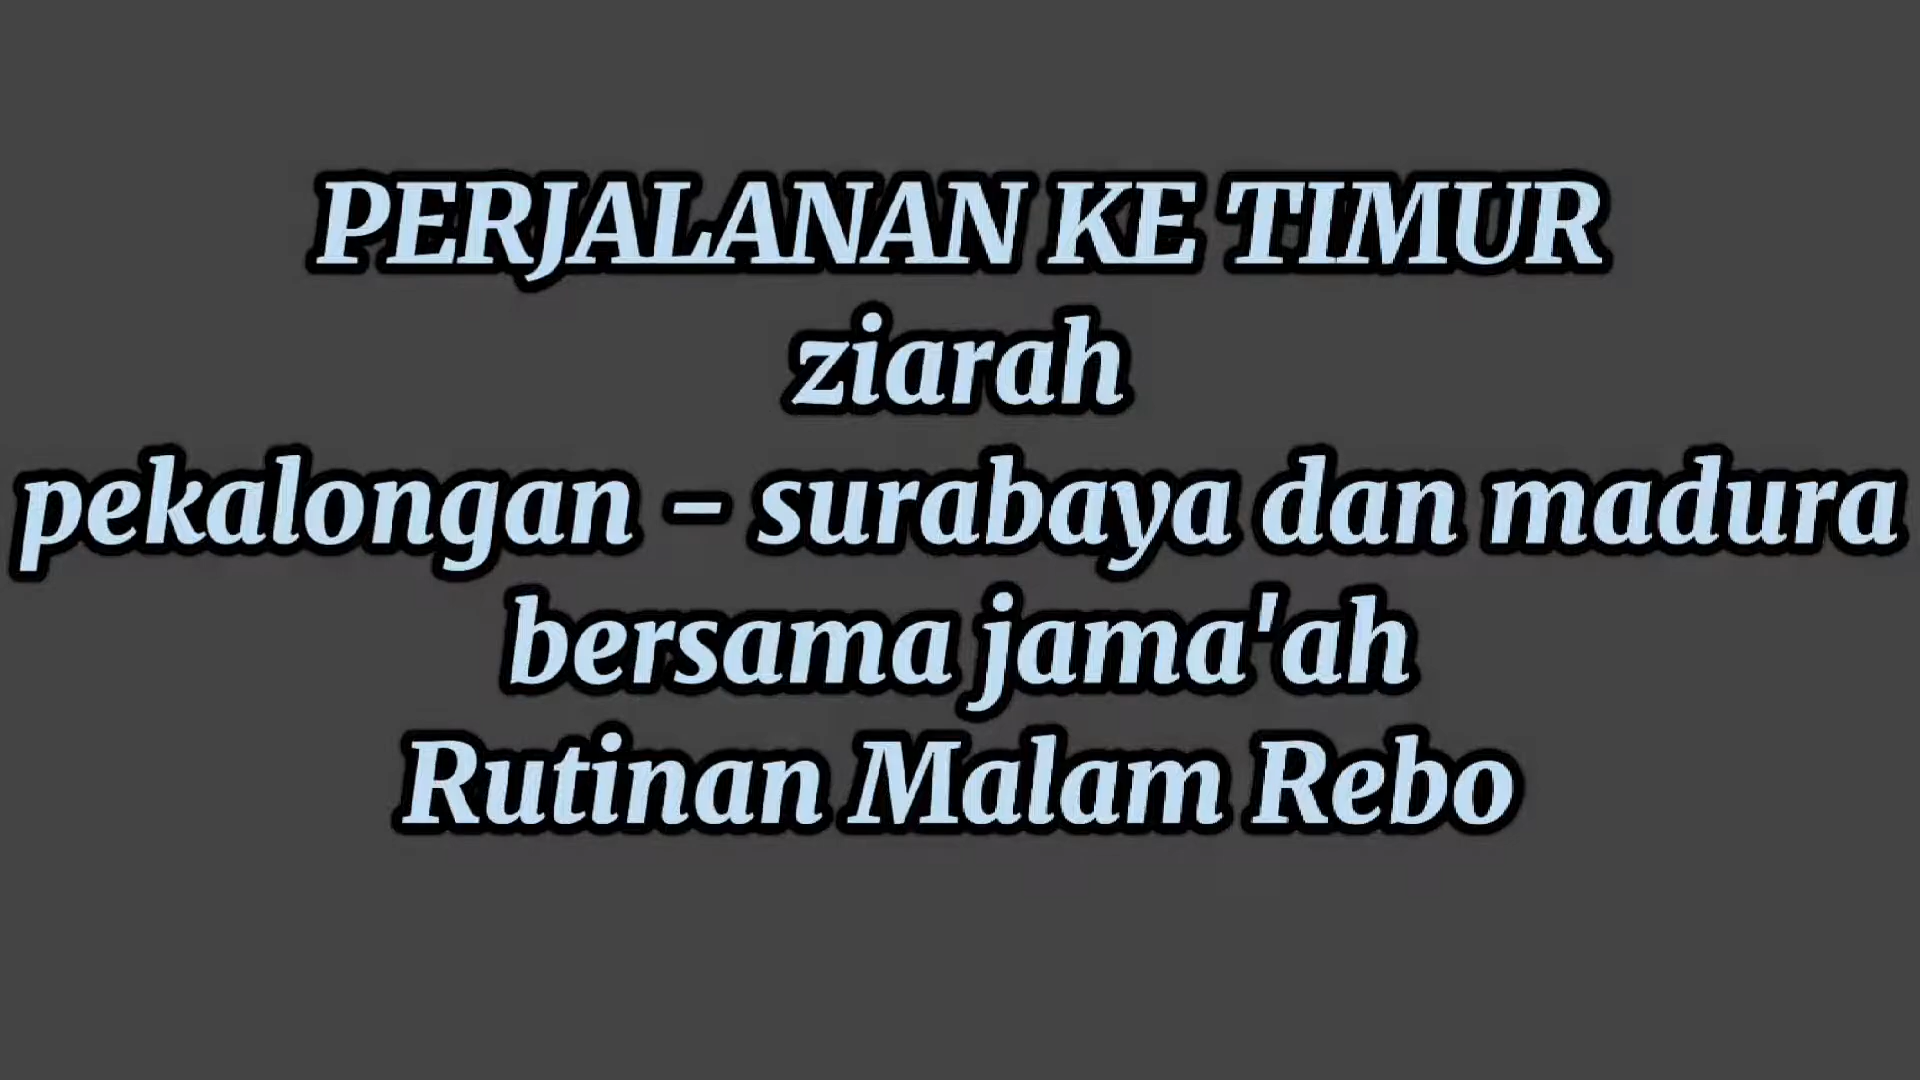 PERJALANAN KE TIMUR
ziarah
pekalongan - surabaya dan madura
bersama jama'ah
Rutinan Malam Rebo